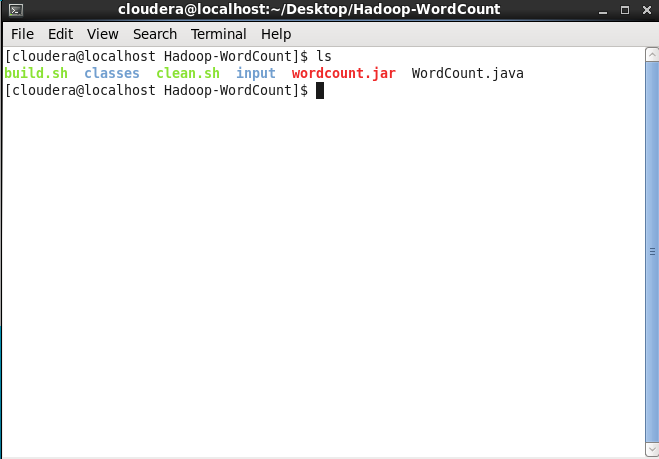 cloudera@localhost:~/Desktop/Hadoop-WordCount
File Edit View Search Terminal Help
[cloudera@localhost Hadoop-WordCount]$ ls
build.sh classes clean.sh input wordcount.jar WordCount.java
[cloudera@localhost Hadoop-WordCount]$